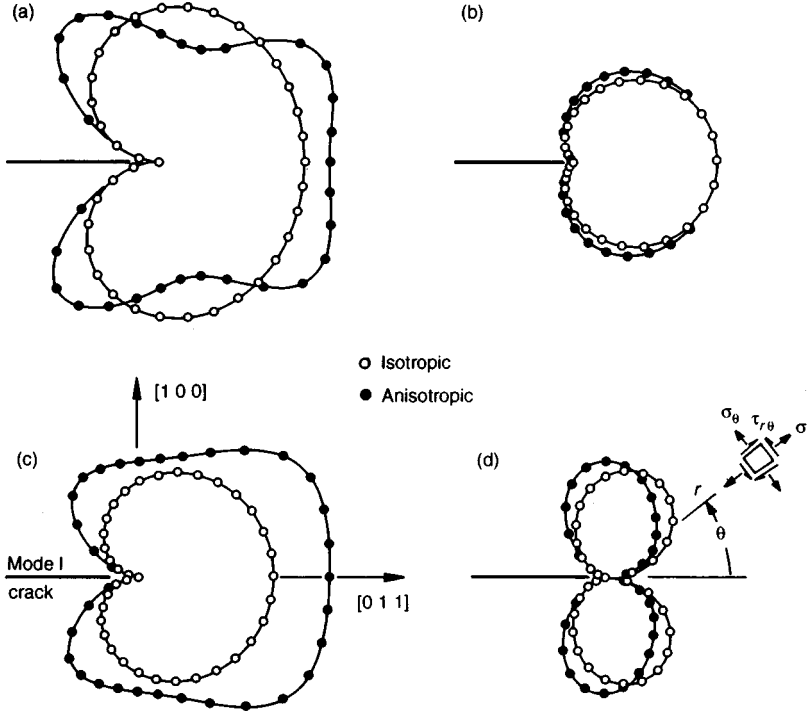 (a)
(b)
Isotropic
Anisotropic
[1 0 0]
(c)
(d)
σθ
τrθ
σ
r
θ
Mode I
crack
[0 1 1]